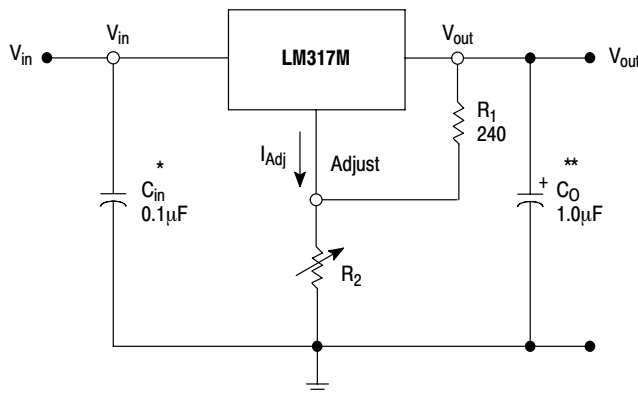 Vin
Vin
LM317M
Vout
Vout
R1
240
IAdj
Adjust
*
Cin
0.1μF
**
+ CO
1.0μF
R2